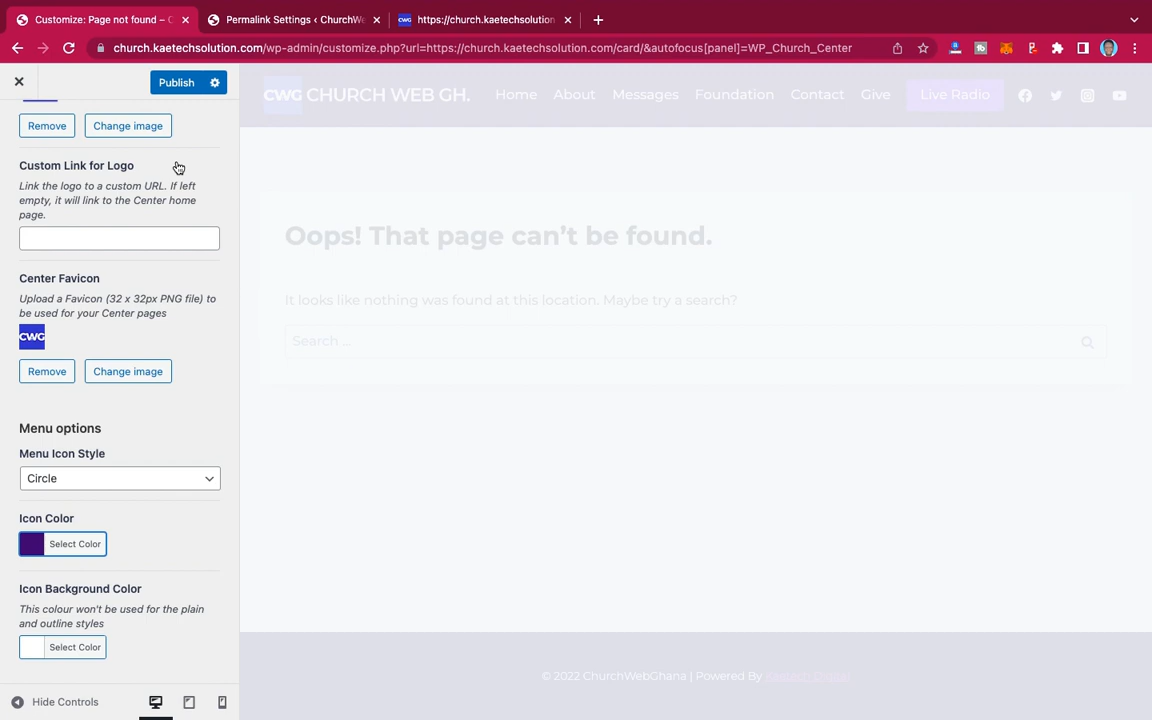 Customize: Page not found – C
Permalink Settings ‹ ChurchWe
CWG
https://church.kaetechsolution
church.kaetechsolution.com/wp-admin/customize.php?url=https://church.kaetechsolution.com/card/&autofocus[panel]=WP_Church_Center
Publish
CWG CHURCH WEB GH.
Home
About
Messages
Foundation
Contact
Give
Live Radio
Remove
Change image
Custom Link for Logo
Link the logo to a custom URL. If left
empty, it will link to the Center home
page.
Center Favicon
Upload a Favicon (32 x 32px PNG file) to
be used for your Center pages
CWG
Remove
Change image
Menu options
Menu Icon Style
Circle
Icon Color
Select Color
Icon Background Color
This colour won't be used for the plain
and outline styles
Select Color
Hide Controls
Oops! That page can't be found.
It looks like nothing was found at this location. Maybe try a search?
Search …
© 2022 ChurchWebGhana | Powered By